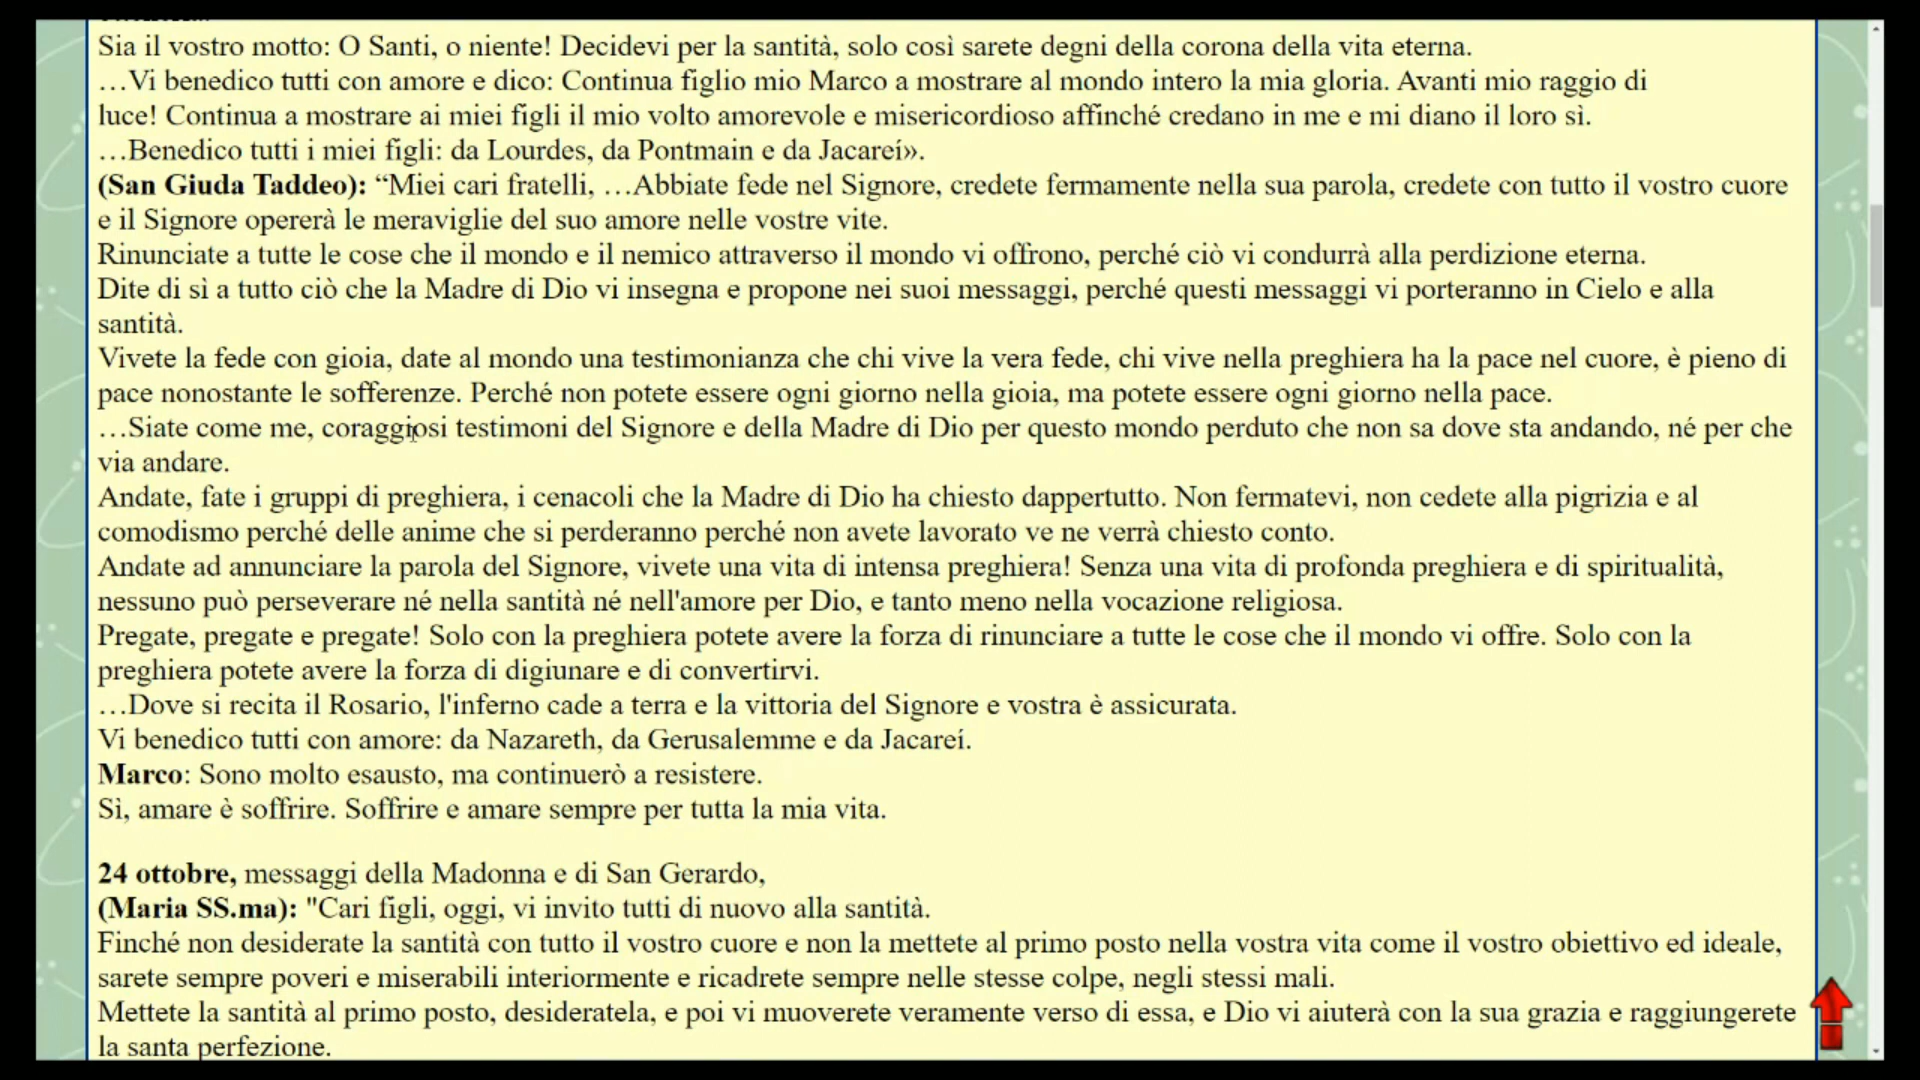 Sia il vostro motto: O Santi, o niente! Decidevi per la santità, solo così sarete degni della corona della vita eterna.
…Vi benedico tutti con amore e dico: Continua figlio mio Marco a mostrare al mondo intero la mia gloria. Avanti mio raggio di
luce! Continua a mostrare ai miei figli il mio volto amorevole e misericordioso affinché credano in me e mi diano il loro sì.
…Benedico tutti i miei figli: da Lourdes, da Pontmain e da Jacareí».
(San Giuda Taddeo): “Miei cari fratelli, …Abbiate fede nel Signore, credete fermamente nella sua parola, credete con tutto il vostro cuore
e il Signore opererà le meraviglie del suo amore nelle vostre vite.
Rinunciate a tutte le cose che il mondo e il nemico attraverso il mondo vi offrono, perché ciò vi condurrà alla perdizione eterna.
Dite di sì a tutto ciò che la Madre di Dio vi insegna e propone nei suoi messaggi, perché questi messaggi vi porteranno in Cielo e alla
santità.
Vivete la fede con gioia, date al mondo una testimonianza che chi vive la vera fede, chi vive nella preghiera ha la pace nel cuore, è pieno di
pace nonostante le sofferenze. Perché non potete essere ogni giorno nella gioia, ma potete essere ogni giorno nella pace.
…Siate come me, coraggiosi testimoni del Signore e della Madre di Dio per questo mondo perduto che non sa dove sta andando, né per che
via andare.
Andate, fate i gruppi di preghiera, i cenacoli che la Madre di Dio ha chiesto dappertutto. Non fermatevi, non cedete alla pigrizia e al
comodismo perché delle anime che si perderanno perché non avete lavorato ve ne verrà chiesto conto.
Andate ad annunciare la parola del Signore, vivete una vita di intensa preghiera! Senza una vita di profonda preghiera e di spiritualità,
nessuno può perseverare né nella santità né nell'amore per Dio, e tanto meno nella vocazione religiosa.
Pregate, pregate e pregate! Solo con la preghiera potete avere la forza di rinunciare a tutte le cose che il mondo vi offre. Solo con la
preghiera potete avere la forza di digiunare e di convertirvi.
…Dove si recita il Rosario, l'inferno cade a terra e la vittoria del Signore e vostra è assicurata.
Vi benedico tutti con amore: da Nazareth, da Gerusalemme e da Jacareí.
Marco: Sono molto esausto, ma continuerò a resistere.
Sì, amare è soffrire. Soffrire e amare sempre per tutta la mia vita.
24 ottobre, messaggi della Madonna e di San Gerardo,
(Maria SS.ma): "Cari figli, oggi, vi invito tutti di nuovo alla santità.
Finché non desiderate la santità con tutto il vostro cuore e non la mettete al primo posto nella vostra vita come il vostro obiettivo ed ideale,
sarete sempre poveri e miserabili interiormente e ricadrete sempre nelle stesse colpe, negli stessi mali.
Mettete la santità al primo posto, desideratela, e poi vi muoverete veramente verso di essa, e Dio vi aiuterà con la sua grazia e raggiungerete
la santa perfezione.